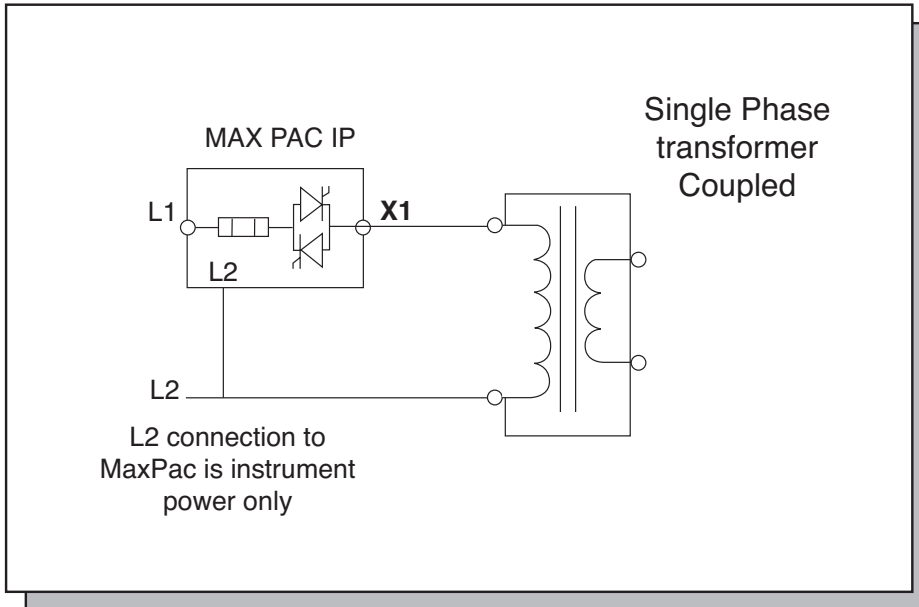 Single Phase
transformer
Coupled
MAX PAC IP
L1
X1
L2
L2
L2 connection to
MaxPac is instrument
power only